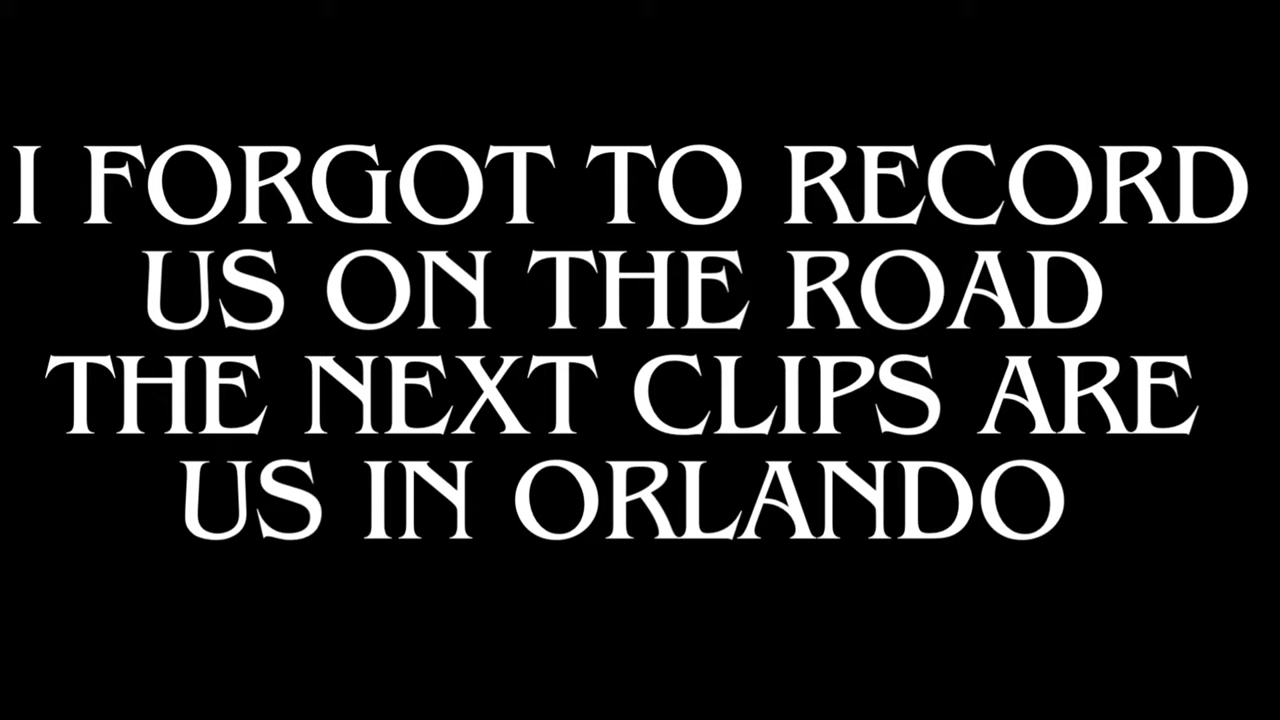 I FORGOT TO RECORD
US ON THE ROAD
THE NEXT CLIPS ARE
US IN ORLANDO